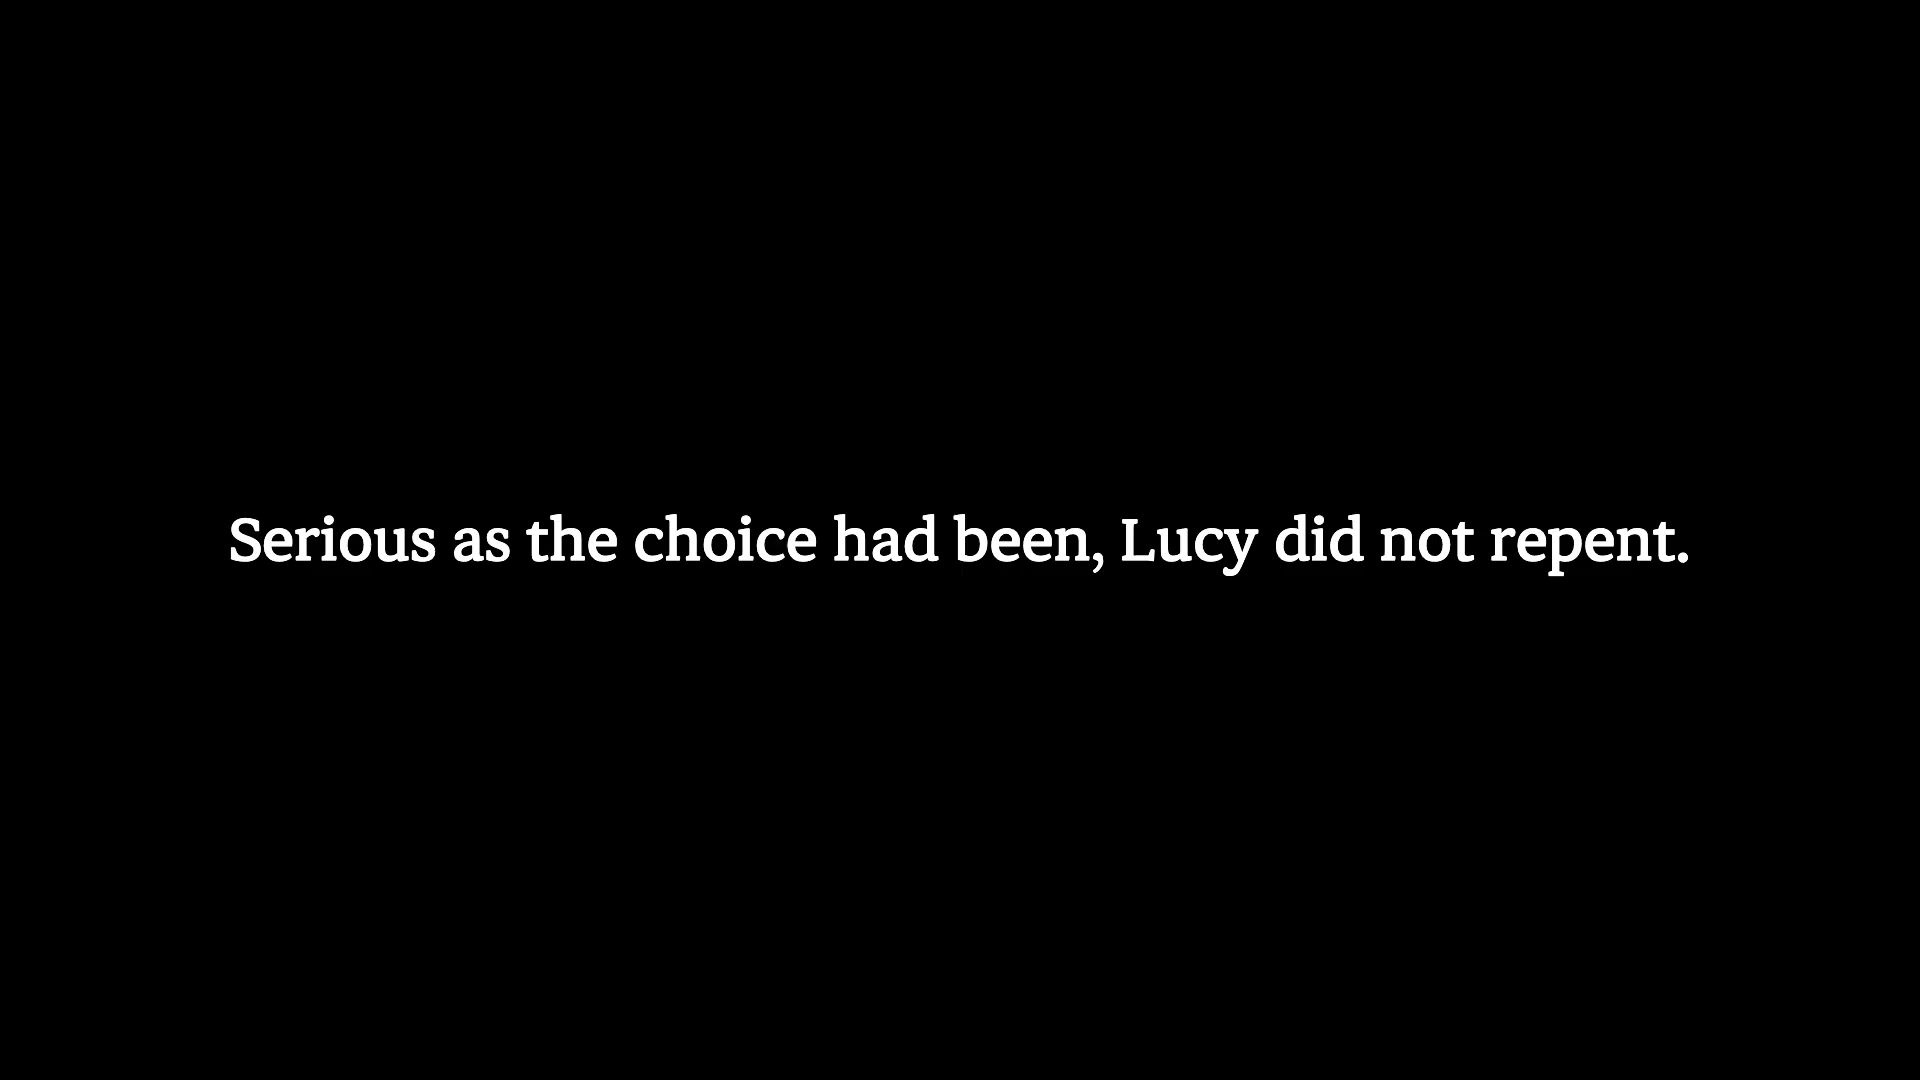 Serious as the choice had been, Lucy did not repent.